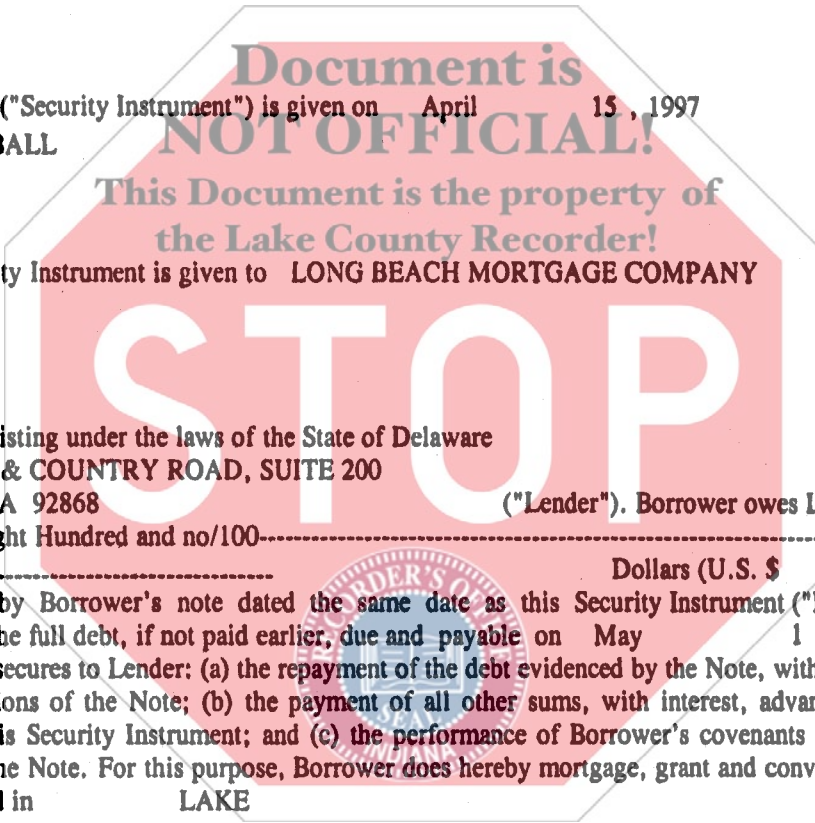 Document is
("Security Instrument") is given on April 15 , 1997
BALL
NOT OFFICIAL!
This Document is the property of
the Lake County Recorder!
ty Instrument is given to LONG BEACH MORTGAGE COMPANY
STOP
isting under the laws of the State of Delaware
& COUNTRY ROAD, SUITE 200
A 92868 ("Lender"). Borrower owes L
ght Hundred and no/100--------------------------------------------------------------------
------------------------------------ Dollars (U.S. $
by Borrower's note dated the same date as this Security Instrument ("
he full debt, if not paid earlier, due and payable on May 1
secures to Lender: (a) the repayment of the debt evidenced by the Note, with
ons of the Note; (b) the payment of all other sums, with interest, advan
is Security Instrument; and (c) the performance of Borrower's covenants
he Note. For this purpose, Borrower does hereby mortgage, grant and conv
d in LAKE
RECORDER'S OFFICE
SEAL
INDIANA